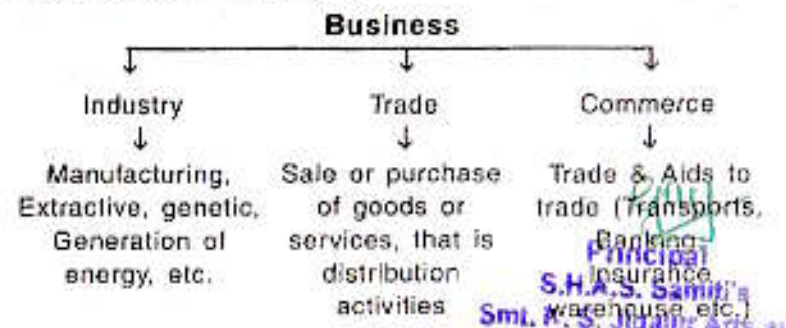 Business
Industry Trade Commerce
Manufacturing, Sale or purchase Trade & Aids to
Extractive, genetic, of goods or trade (Transports,
Generation of services, that is Banking
energy, etc. distribution Insurance
activities warehouse etc.)
Principal
S.H.A.S. Samiti's
Smt.